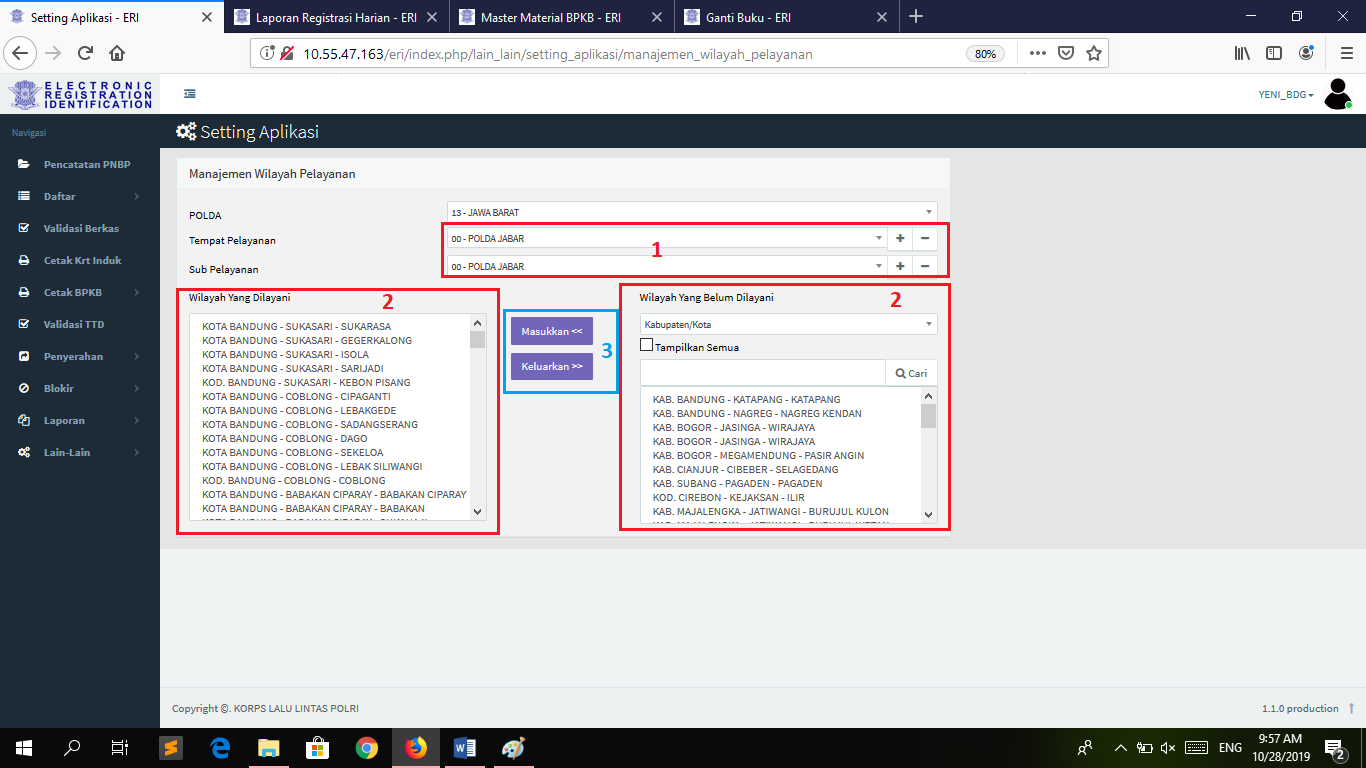 Setting Aplikasi - ERI
Laporan Registrasi Harian - ERI
Master Material BPKB - ERI
Ganti Buku - ERI
10.55.47.163/eri/index.php/lain_lain/setting_aplikasi/manajemen_wilayah_pelayanan
80%
ELECTRONIC
REGISTRATION
IDENTIFICATION
YENI_BDG
Navigasi
Pencatatan PNBP
Daftar
Validasi Berkas
Cetak Krt Induk
Cetak BPKB
Validasi TTD
Penyerahan
Blokir
Laporan
Lain-Lain
Setting Aplikasi
Manajemen Wilayah Pelayanan
POLDA
13 - JAWA BARAT
Tempat Pelayanan
00 - POLDA JABAR
1
Sub Pelayanan
00 - POLDA JABAR
Wilayah Yang Dilayani
2
KOTA BANDUNG - SUKASARI - SUKARASA
KOTA BANDUNG - SUKASARI - GEGERKALONG
KOTA BANDUNG - SUKASARI - ISOLA
KOTA BANDUNG - SUKASARI - SARIJADI
KOD. BANDUNG - SUKASARI - KEBON PISANG
KOTA BANDUNG - COBLONG - CIPAGANTI
KOTA BANDUNG - COBLONG - LEBAKGEDE
KOTA BANDUNG - COBLONG - SADANGSERANG
KOTA BANDUNG - COBLONG - DAGO
KOTA BANDUNG - COBLONG - SEKELOA
KOTA BANDUNG - COBLONG - LEBAK SILIWANGI
KOD. BANDUNG - COBLONG - COBLONG
KOTA BANDUNG - BABAKAN CIPARAY - BABAKAN CIPARAY
KOTA BANDUNG - BABAKAN CIPARAY - BABAKAN
Masukkan <<
Keluarkan >>
3
Wilayah Yang Belum Dilayani
2
Kabupaten/Kota
Tampilkan Semua
Cari
KAB. BANDUNG - KATAPANG - KATAPANG
KAB. BANDUNG - NAGREG - NAGREG KENDAN
KAB. BOGOR - JASINGA - WIRAJAYA
KAB. BOGOR - JASINGA - WIRAJAYA
KAB. BOGOR - MEGAMENDUNG - PASIR ANGIN
KAB. CIANJUR - CIBEBER - SELAGEDANG
KAB. SUBANG - PAGADEN - PAGADEN
KOD. CIREBON - KEJAKSAN - ILIR
KAB. MAJALENGKA - JATIWANGI - BURUJUL KULON
Copyright ©. KORPS LALU LINTAS POLRI
1.1.0 production
ENG
9:57 AM
10/28/2019
2